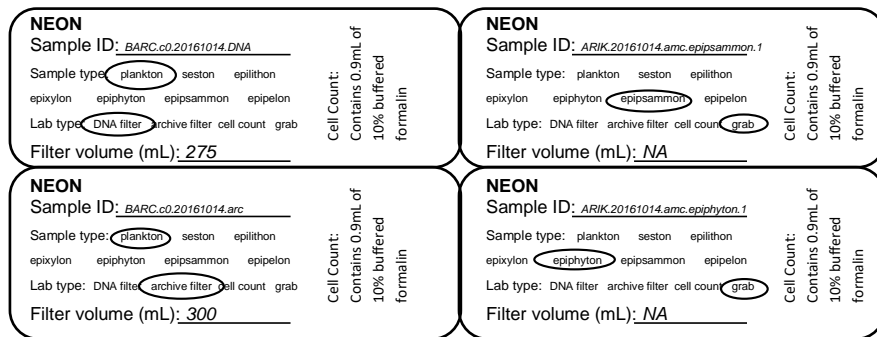 NEON
Sample ID: BARC.c0.20161014.DNA
Sample type: plankton seston epilithon
epixylon epiphyton epipsammon epipelon
Lab type: DNA filter archive filter cell count grab
Filter volume (mL): 275
Cell Count:
Contains 0.9mL of
10% buffered
formalin
NEON
Sample ID: ARIK.20161014.amc.epipsammon.1
Sample type: plankton seston epilithon
epixylon epiphyton epipsammon epipelon
Lab type: DNA filter archive filter cell count grab
Filter volume (mL): NA
Cell Count:
Contains 0.9mL of
10% buffered
formalin
NEON
Sample ID: BARC.c0.20161014.arc
Sample type: plankton seston epilithon
epixylon epiphyton epipsammon epipelon
Lab type: DNA filter archive filter cell count grab
Filter volume (mL): 300
Cell Count:
Contains 0.9mL of
10% buffered
formalin
NEON
Sample ID: ARIK.20161014.amc.epiphyton.1
Sample type: plankton seston epilithon
epixylon epiphyton epipsammon epipelon
Lab type: DNA filter archive filter cell count grab
Filter volume (mL): NA
Cell Count:
Contains 0.9mL of
10% buffered
formalin